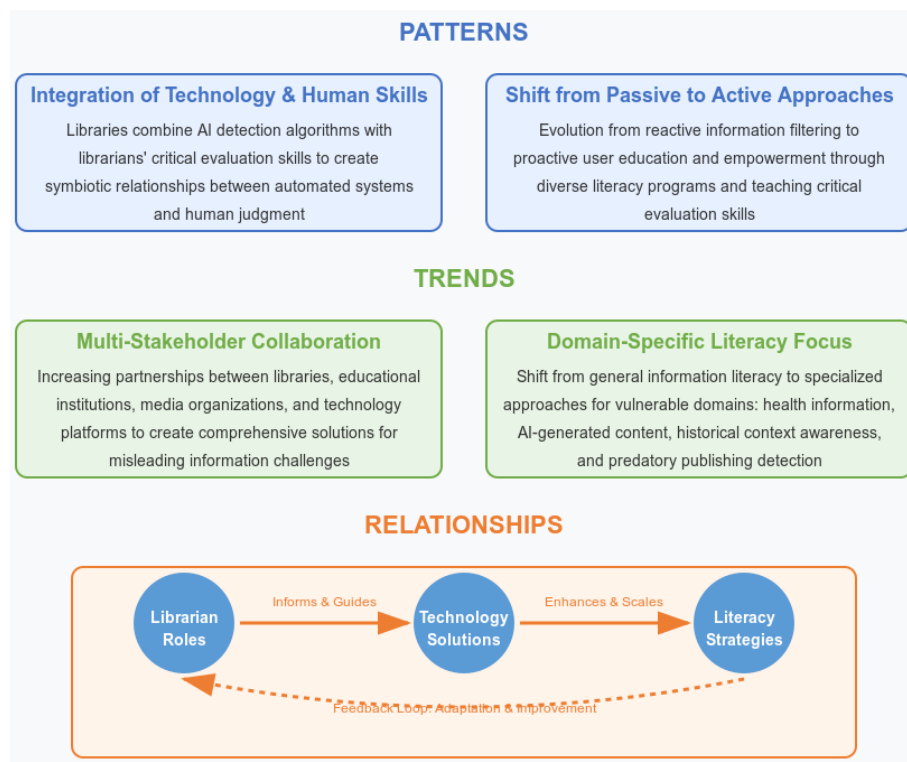 PATTERNS
Integration of Technology & Human Skills
Libraries combine AI detection algorithms with
librarians' critical evaluation skills to create
symbiotic relationships between automated systems
and human judgment
Shift from Passive to Active Approaches
Evolution from reactive information filtering to
proactive user education and empowerment through
diverse literacy programs and teaching critical
evaluation skills
TRENDS
Multi-Stakeholder Collaboration
Increasing partnerships between libraries, educational
institutions, media organizations, and technology
platforms to create comprehensive solutions for
misleading information challenges
Domain-Specific Literacy Focus
Shift from general information literacy to specialized
approaches for vulnerable domains: health information,
AI-generated content, historical context awareness,
and predatory publishing detection
RELATIONSHIPS
Librarian
Roles
Informs & Guides
Technology
Solutions
Enhances & Scales
Literacy
Strategies
Feedback Loop: Adaptation & Improvement